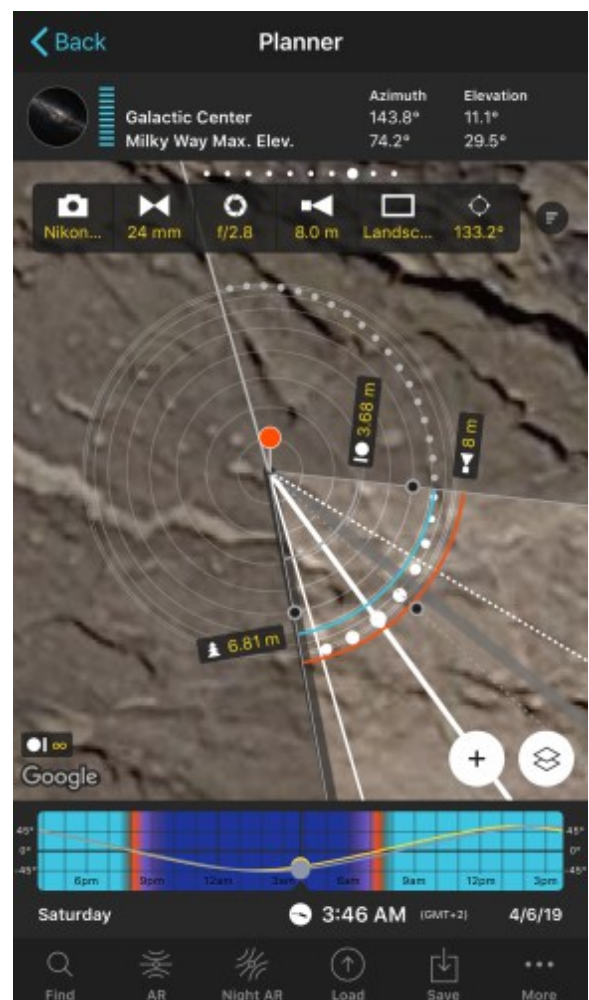 Back Planner
Azimuth Elevation
Galactic Center 143.8° 11.1°
Milky Way Max. Elev. 74.2° 29.5°
Nikon... 24 mm f/2.8 8.0 m Landsc... 133.2°
3.68 m
8 m
6.81 m
∞
Google
45° 45°
0° 0°
-45° -45°
6pm 9pm 12am 3am 6am 9am 12pm 3pm
Saturday 3:46 AM (GMT+2) 4/6/19
Find AR Night AR Load Save More